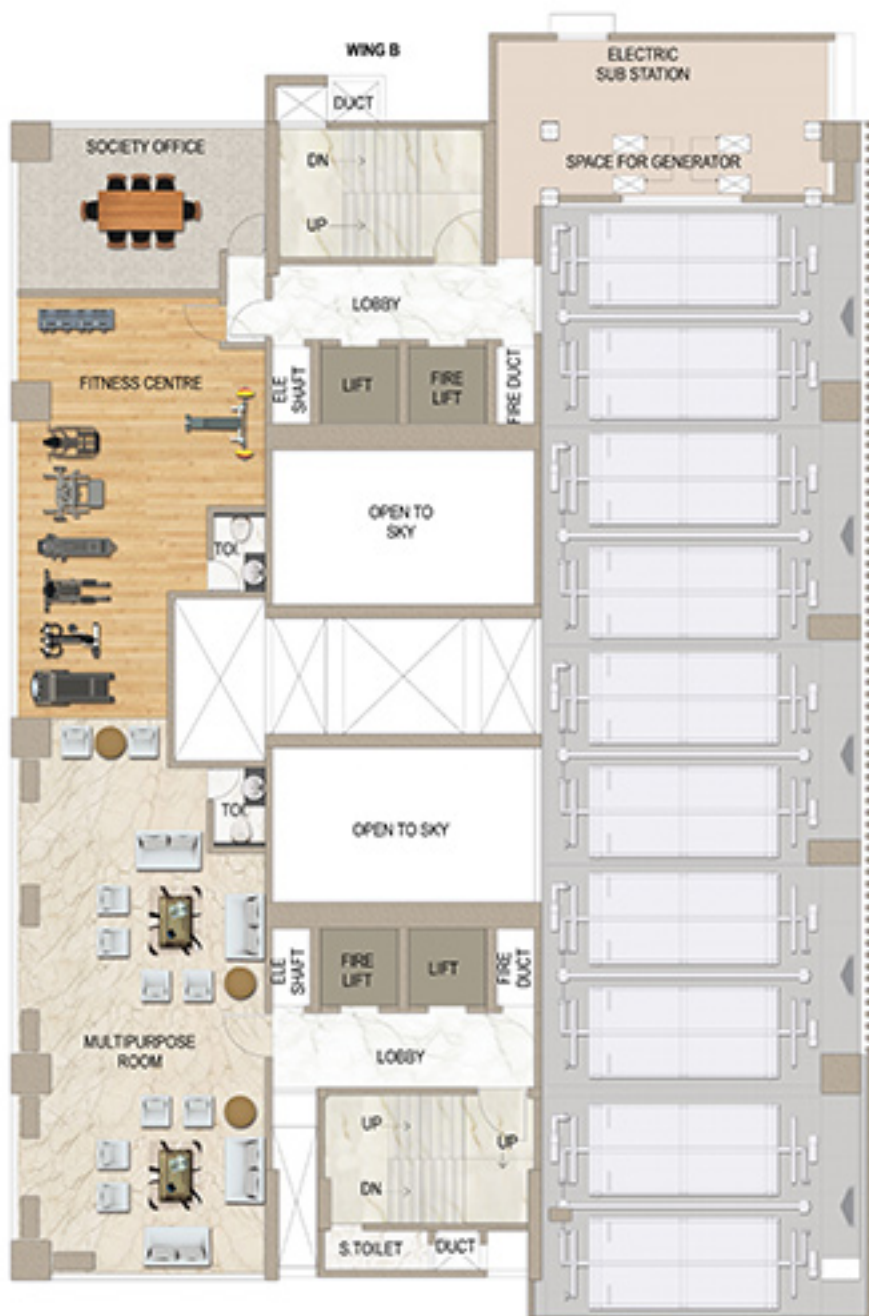 WING B
ELECTRIC
SUB STATION
DUCT
SOCIETY OFFICE
DN
UP
SPACE FOR GENERATOR
LOBBY
FITNESS CENTRE
ELE
SHAFT
LIFT
FIRE
LIFT
FIRE DUCT
OPEN TO
SKY
TOI
OPEN TO SKY
TOI
ELE
SHAFT
FIRE
LIFT
LIFT
FIRE
DUCT
MULTIPURPOSE
ROOM
LOBBY
UP
UP
DN
S.TOILET
DUCT